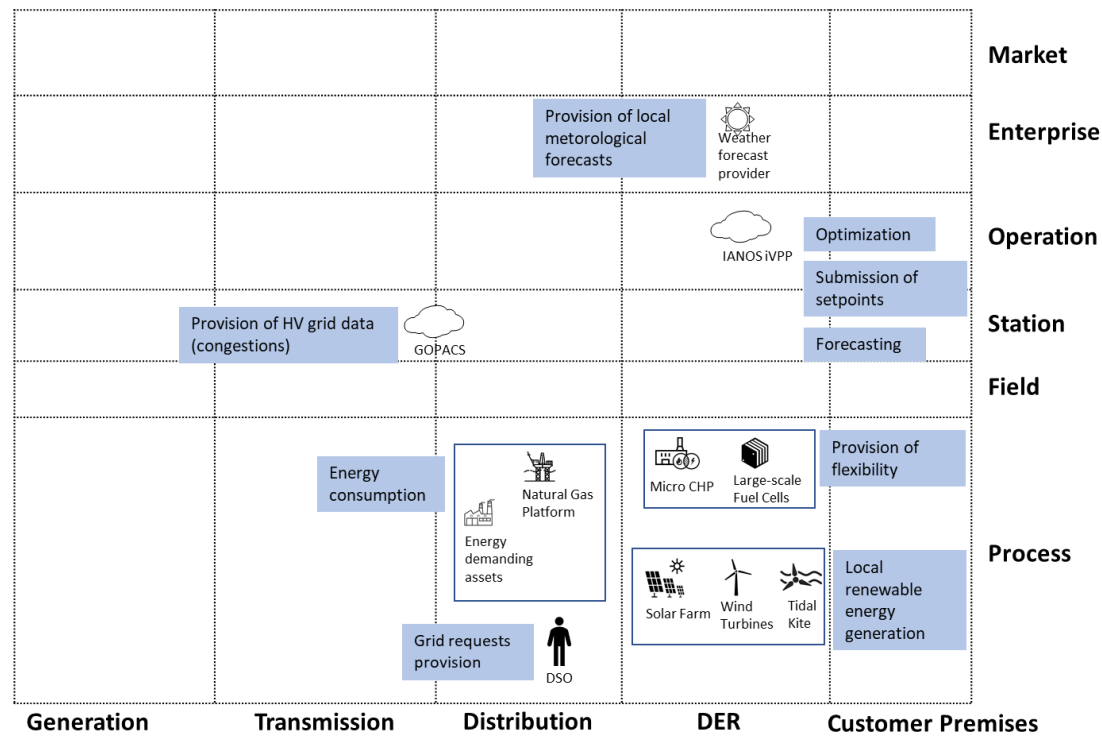 Market
Provision of local
metorological
forecasts
Weather
forecast
provider
Enterprise
IANOS iVPP
Optimization
Operation
Submission of
setpoints
Provision of HV grid data
(congestions)
GOPACS
Forecasting
Station
Field
Energy
consumption
Natural Gas
Platform
Energy
demanding
assets
Micro CHP
Large-scale
Fuel Cells
Provision of
flexibility
Process
Solar Farm
Wind
Turbines
Tidal
Kite
Local
renewable
energy
generation
Grid requests
provision
DSO
Generation
Transmission
Distribution
DER
Customer Premises